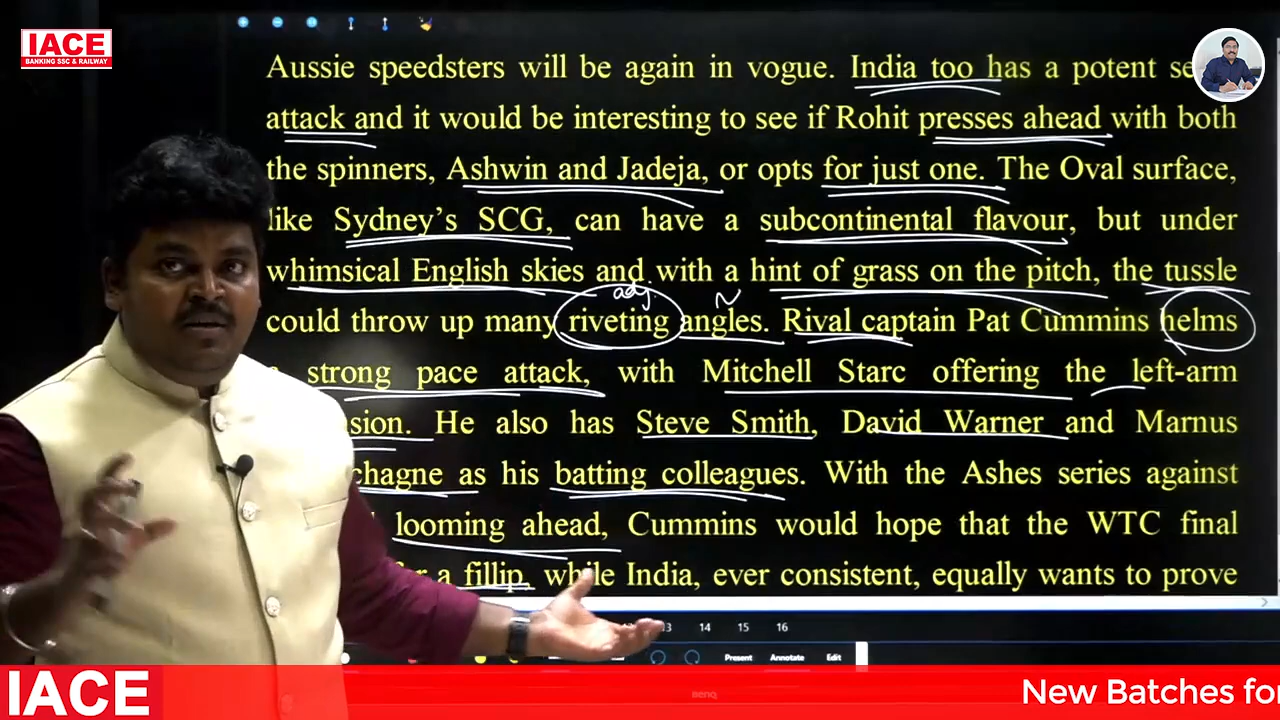 IACE
BANKING SSC & RAILWAY
Aussie speedsters will be again in vogue. India too has a potent
attack and it would be interesting to see if Rohit presses ahead with both
the spinners, Ashwin and Jadeja, or opts for just one. The Oval surface,
like Sydney's SCG, can have a subcontinental flavour, but under
whimsical English skies and with a hint of grass on the pitch, the tussle
adj. N
could throw up many riveting angles. Rival captain Pat Cummins helms
strong pace attack, with Mitchell Starc offering the left-arm
sion. He also has Steve Smith, David Warner and Marnus
chagne as his batting colleagues. With the Ashes series against
looming ahead, Cummins would hope that the WTC final
for a fillip, while India, ever consistent, equally wants to prove
13 14 15 16
Present Annotate Edit
BENQ
IACE
New Batches for